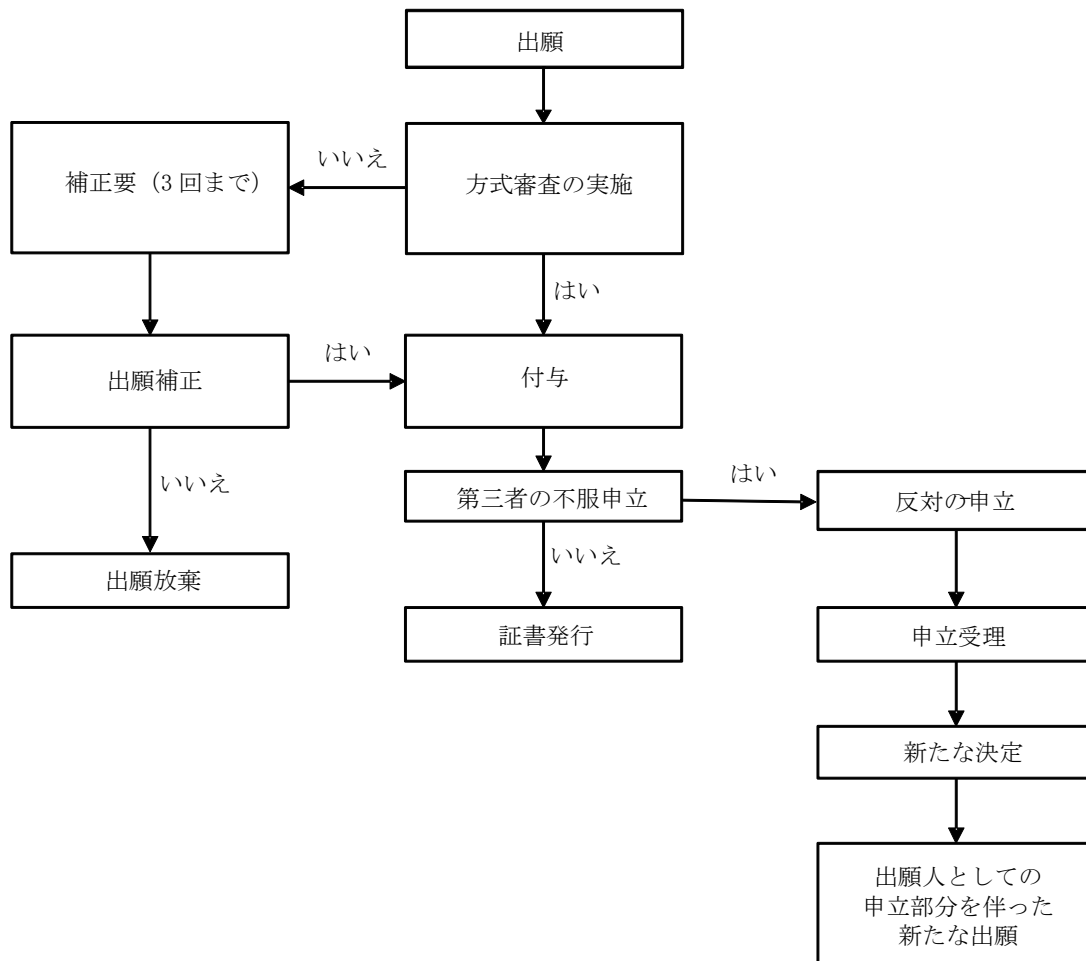 出願
いいえ
補正要（3 回まで）
方式審査の実施
はい
出願補正
はい
付与
いいえ
第三者の不服申立
はい
反対の申立
いいえ
出願放棄
証書発行
申立受理
新たな決定
出願人としての
申立部分を伴った
新たな出願